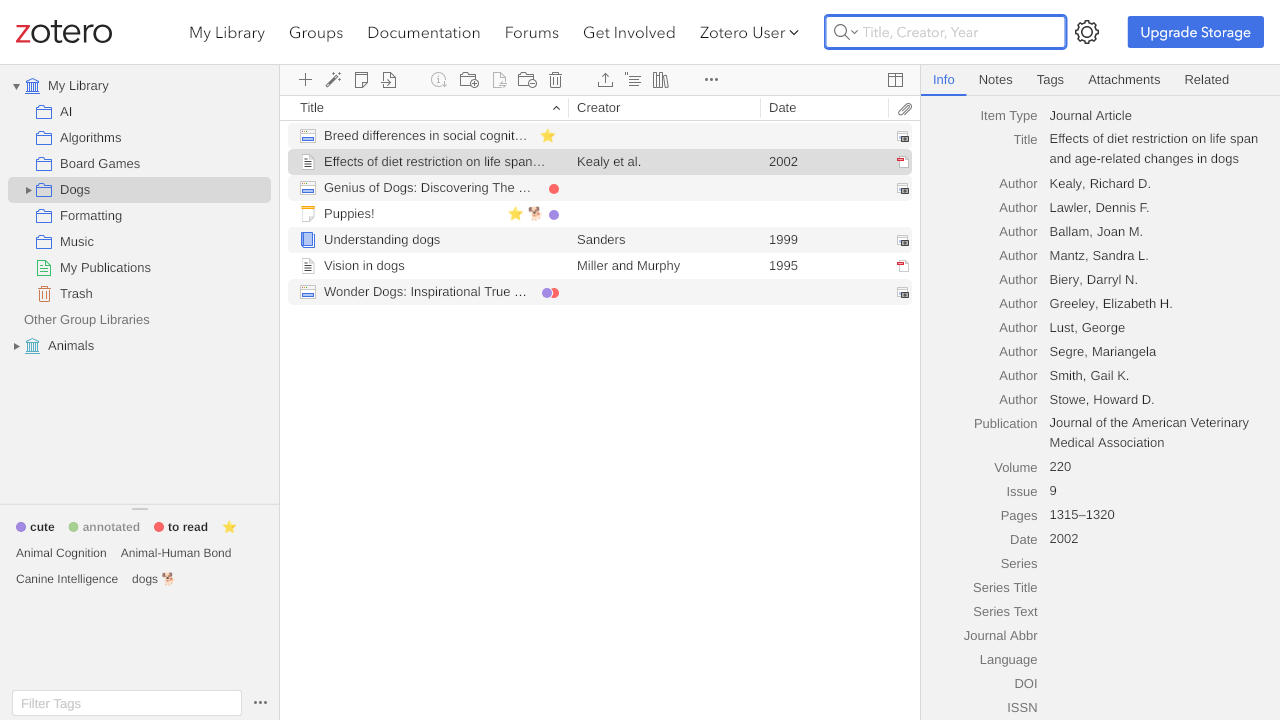 zotero
My Library
Groups
Documentation
Forums
Get Involved
Zotero User
Title, Creator, Year
Upgrade Storage
My Library
AI
Algorithms
Board Games
Dogs
Formatting
Music
My Publications
Trash
Other Group Libraries
Animals
cute
annotated
to read
Animal Cognition
Animal-Human Bond
Canine Intelligence
dogs 🐕
Filter Tags
Title
Creator
Date
Breed differences in social cognit…
Effects of diet restriction on life span…
Kealy et al.
2002
Genius of Dogs: Discovering The …
Puppies!
Understanding dogs
Sanders
1999
Vision in dogs
Miller and Murphy
1995
Wonder Dogs: Inspirational True …
Info
Notes
Tags
Attachments
Related
Item Type Journal Article
Title Effects of diet restriction on life span
and age-related changes in dogs
Author Kealy, Richard D.
Author Lawler, Dennis F.
Author Ballam, Joan M.
Author Mantz, Sandra L.
Author Biery, Darryl N.
Author Greeley, Elizabeth H.
Author Lust, George
Author Segre, Mariangela
Author Smith, Gail K.
Author Stowe, Howard D.
Publication Journal of the American Veterinary
Medical Association
Volume 220
Issue 9
Pages 1315–1320
Date 2002
Series
Series Title
Series Text
Journal Abbr
Language
DOI
ISSN